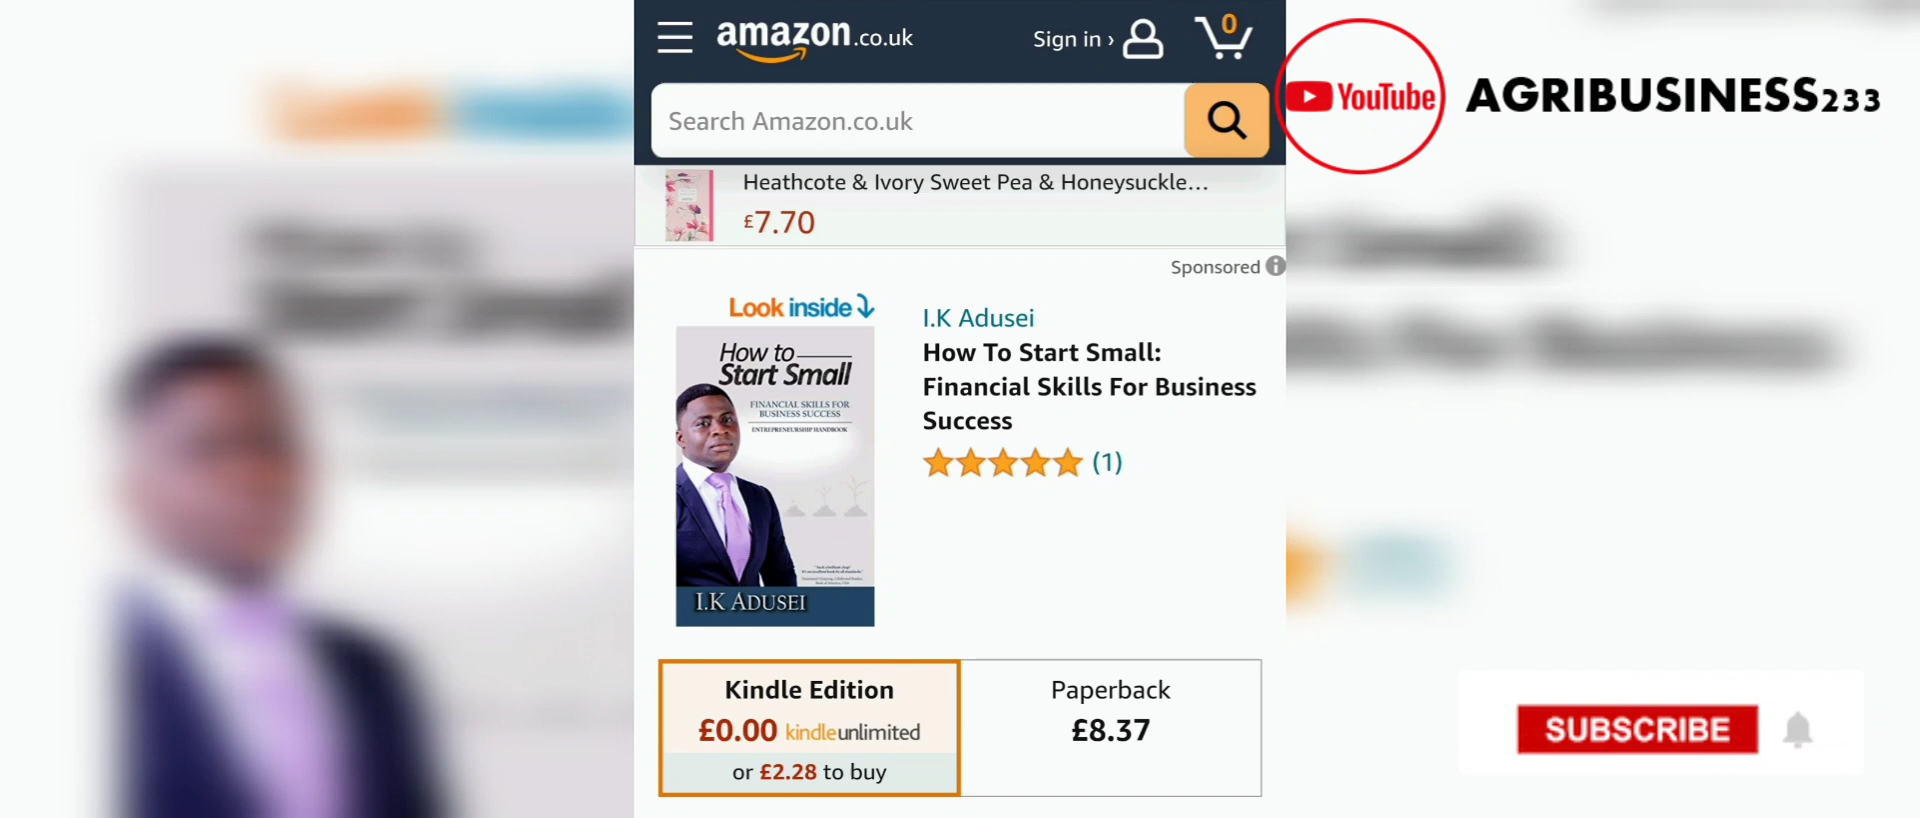 amazon.co.uk
Sign in ›
0
Search Amazon.co.uk
YouTube
AGRIBUSINESS233
Heathcote & Ivory Sweet Pea & Honeysuckle...
£7.70
Sponsored
Look inside
How to
Start Small
FINANCIAL SKILLS FOR
BUSINESS SUCCESS
ENTREPRENEURSHIP HANDBOOK
I.K ADUSEI
I.K Adusei
How To Start Small:
Financial Skills For Business
Success
(1)
Kindle Edition
£0.00 kindleunlimited
or £2.28 to buy
Paperback
£8.37
SUBSCRIBE